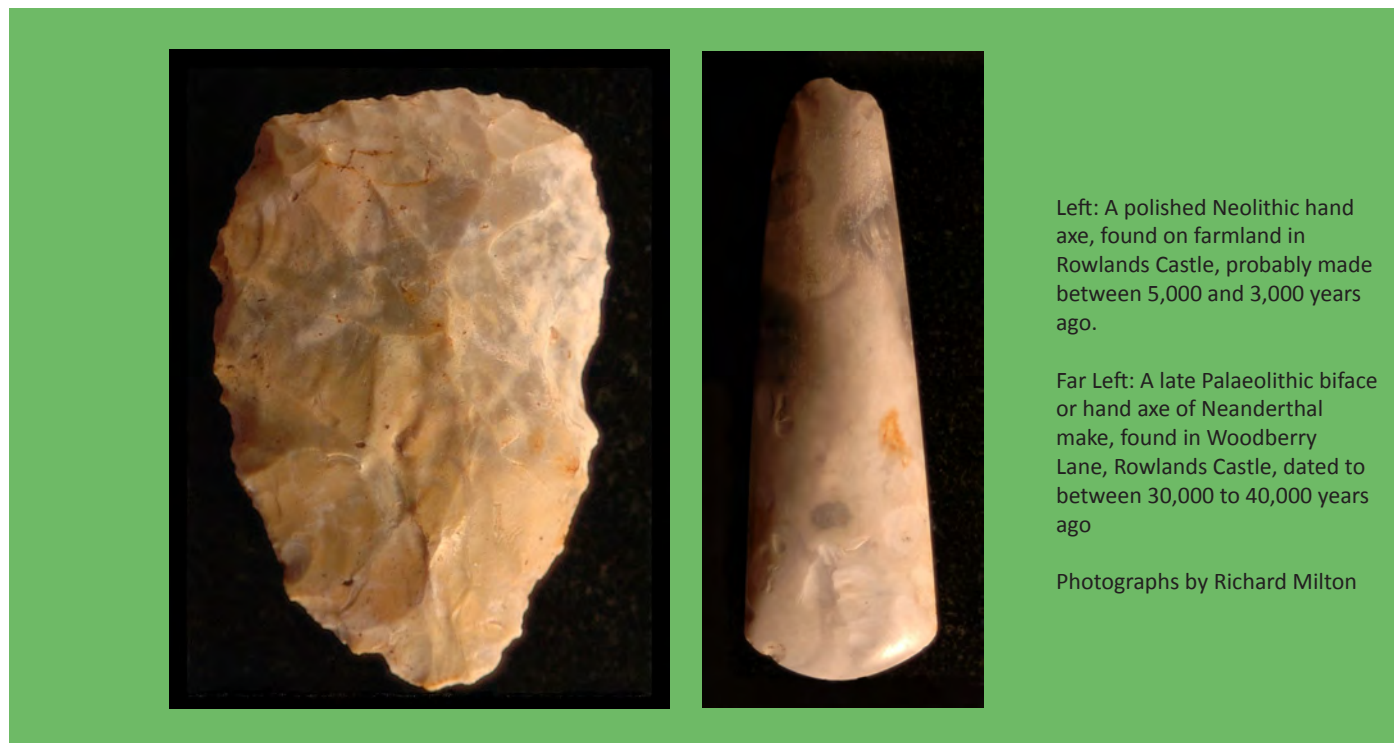 Left: A polished Neolithic hand
axe, found on farmland in
Rowlands Castle, probably made
between 5,000 and 3,000 years
ago.
Far Left: A late Palaeolithic biface
or hand axe of Neanderthal
make, found in Woodberry
Lane, Rowlands Castle, dated to
between 30,000 to 40,000 years
ago
Photographs by Richard Milton